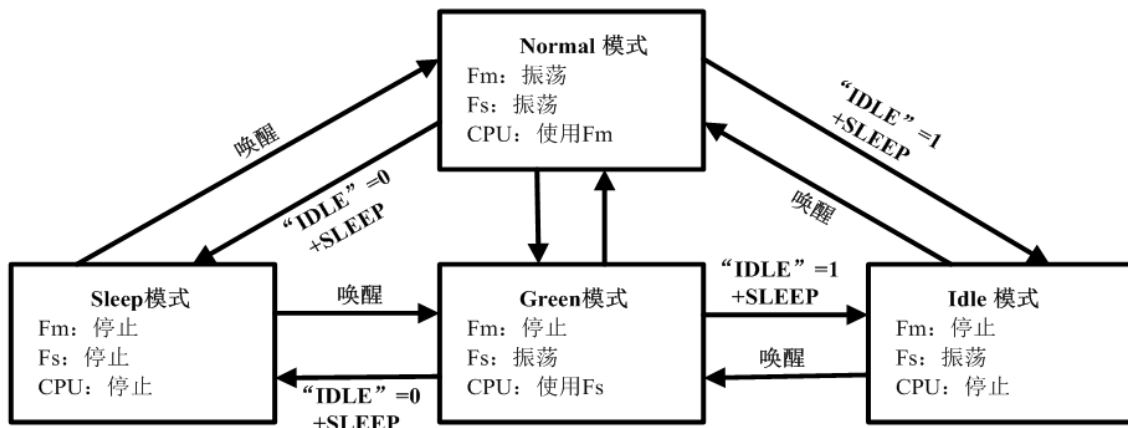 Normal 模式
Fm：振荡
Fs：振荡
CPU：使用Fm
唤醒
“IDLE”=0
+SLEEP
“IDLE”=1
+SLEEP
唤醒
Sleep模式
Fm：停止
Fs：停止
CPU：停止
唤醒
“IDLE”=0
+SLEEP
Green模式
Fm：停止
Fs：振荡
CPU：使用Fs
“IDLE”=1
+SLEEP
唤醒
Idle 模式
Fm：停止
Fs：振荡
CPU：停止